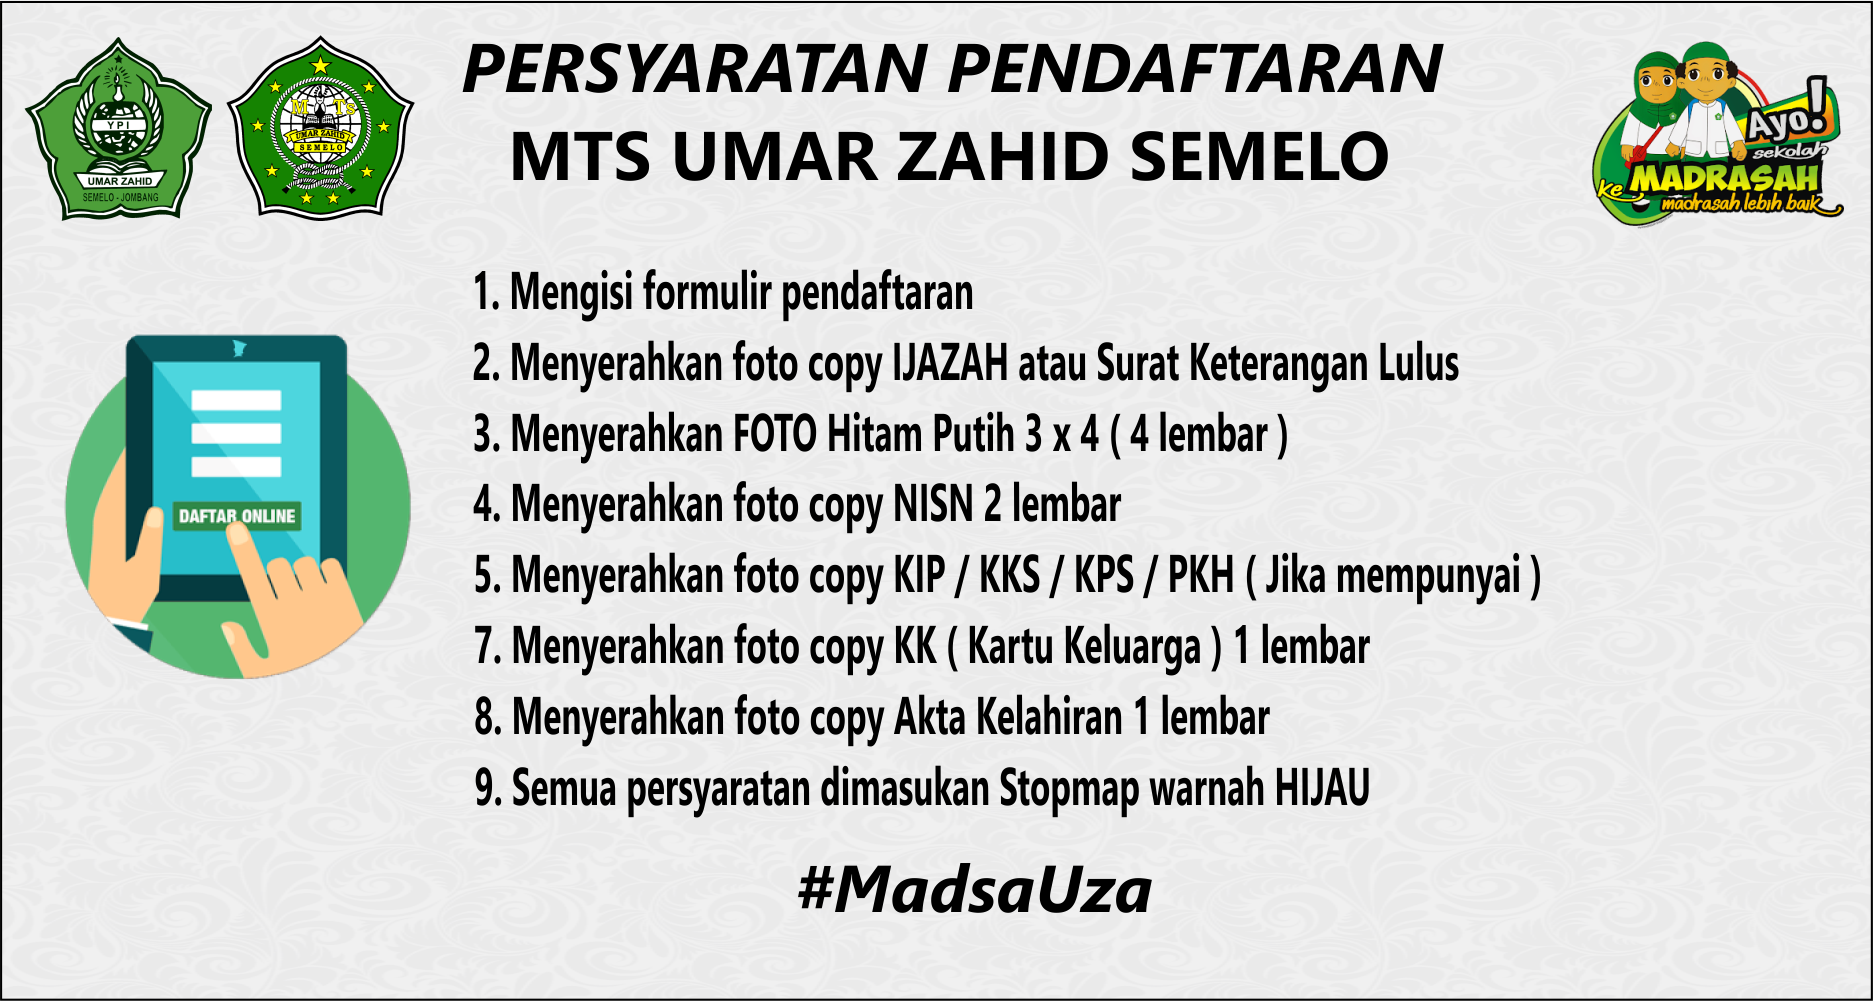 PERSYARATAN PENDAFTARAN
MTS UMAR ZAHID SEMELO
YPI
UMAR ZAHID
SEMELO - JOMBANG
M Ts
UMAR ZAHID
SEMELO
Ayo!
sekolah
ke MADRASAH
madrasah lebih baik
1. Mengisi formulir pendaftaran
2. Menyerahkan foto copy IJAZAH atau Surat Keterangan Lulus
3. Menyerahkan FOTO Hitam Putih 3 x 4 ( 4 lembar )
4. Menyerahkan foto copy NISN 2 lembar
5. Menyerahkan foto copy KIP / KKS / KPS / PKH ( Jika mempunyai )
7. Menyerahkan foto copy KK ( Kartu Keluarga ) 1 lembar
8. Menyerahkan foto copy Akta Kelahiran 1 lembar
9. Semua persyaratan dimasukan Stopmap warnah HIJAU
DAFTAR ONLINE
#MadsaUza